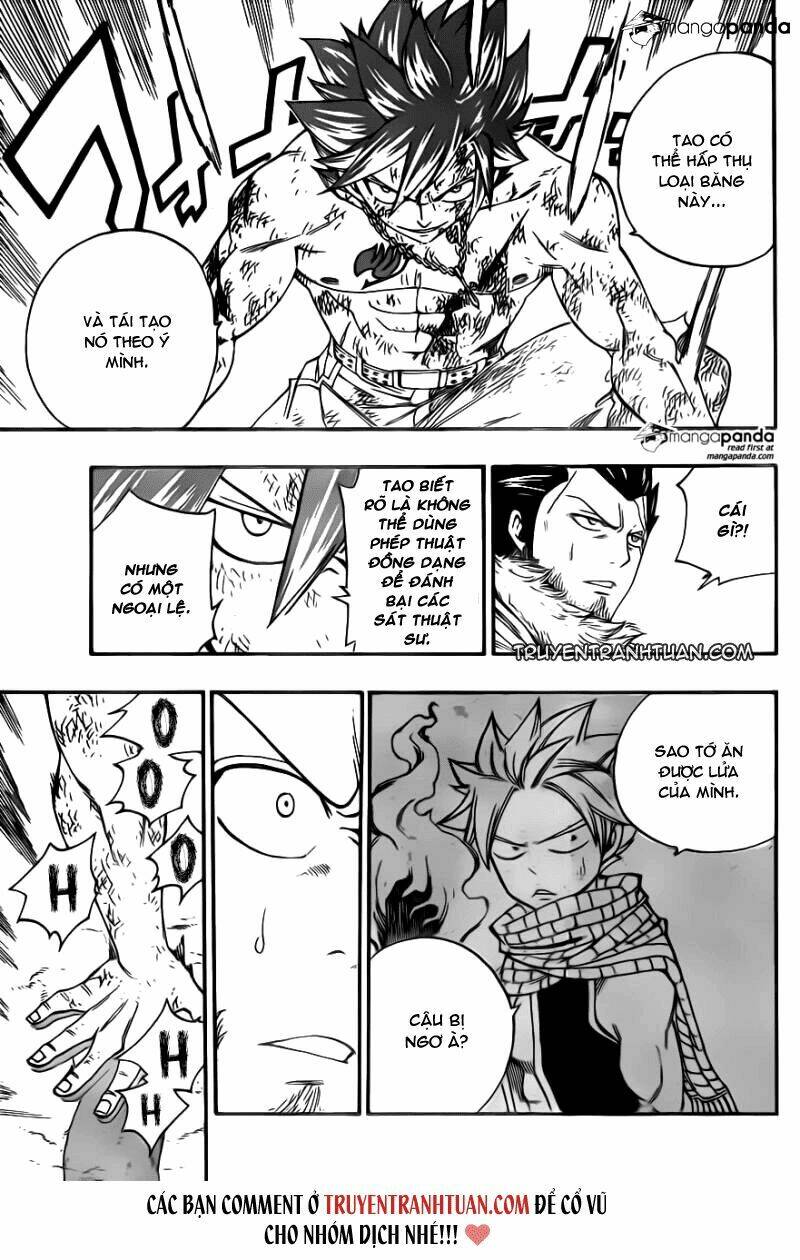 mangapanda
TAO CÓ
THỂ HẤP THỤ
LOẠI BĂNG
NÀY...
VÀ TÁI TẠO
NÓ THEO Ý
MÌNH.
mangapanda
read first at
mangapanda.com
CÁI
GÌ?!
TRUYENTRANHTUAN.COM
TAO BIẾT
RÕ LÀ KHÔNG
THỂ DÙNG
PHÉP THUẬT
ĐỒNG DẠNG
ĐỂ ĐÁNH
BẠI CÁC
SÁT THUẬT
SƯ.
NHƯNG
CÓ MỘT
NGOẠI LỆ.
SAO TỚ ĂN
ĐƯỢC LỬA
CỦA MÌNH.
CẬU BỊ
NGƠ À?
OOOH
HH
CÁC BẠN COMMENT Ở TRUYENTRANHTUAN.COM ĐỂ CỔ VŨ
CHO NHÓM DỊCH NHÉ!!!